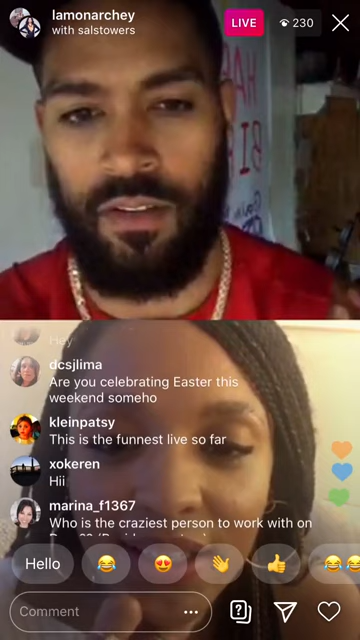 lamonarchey
with salstowers
LIVE
230
Hey
dcsjlima
Are you celebrating Easter this
weekend someho
kleinpatsy
This is the funnest live so far
xokeren
Hii
marina_f1367
Who is the craziest person to work with on
Hello
Comment